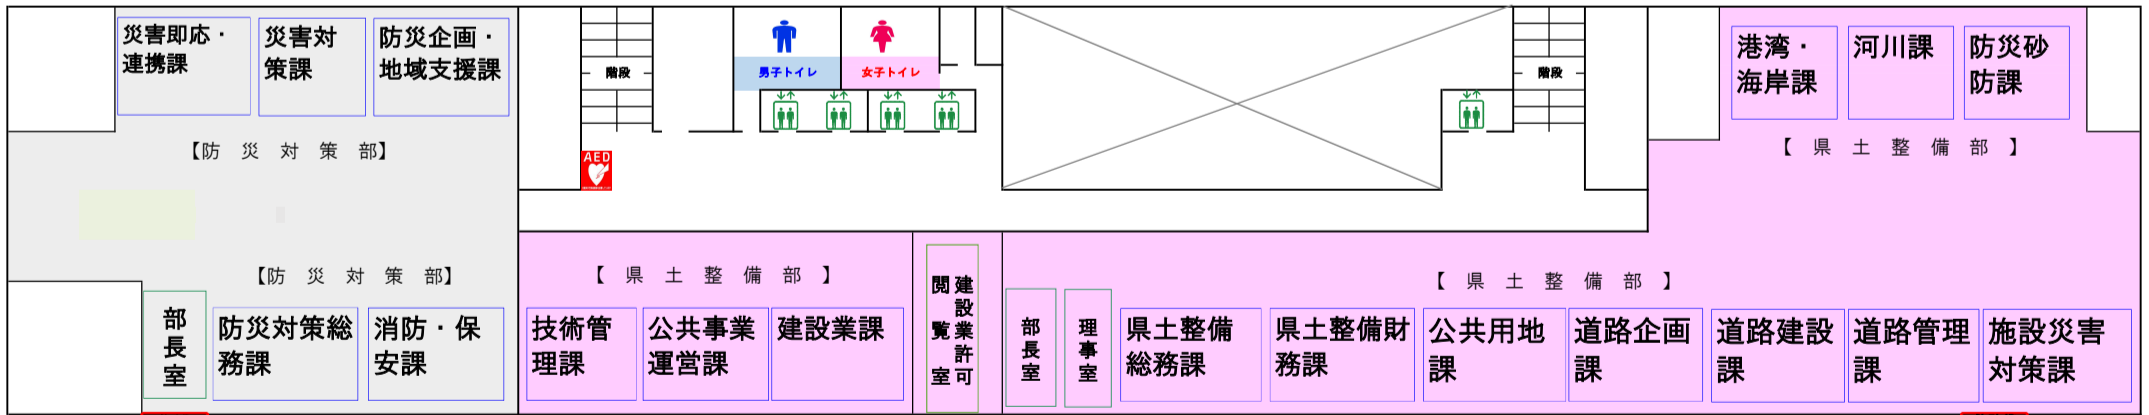 災害即応・
連携課
災害対
策課
防災企画・
地域支援課
【防 災 対 策 部】
階段
男子トイレ
女子トイレ
AED
階段
港湾・
海岸課
河川課
防災砂
防課
【 県 土 整 備 部 】
【防 災 対 策 部】
部長室
防災対策総
務課
消防・保
安課
【 県 土 整 備 部 】
技術管
理課
公共事業
運営課
建設業課
建設業許可
閲覧室
【 県 土 整 備 部 】
部長室
理事室
県土整備
総務課
県土整備財
務課
公共用地
課
道路企画
課
道路建設
課
道路管理
課
施設災害
対策課